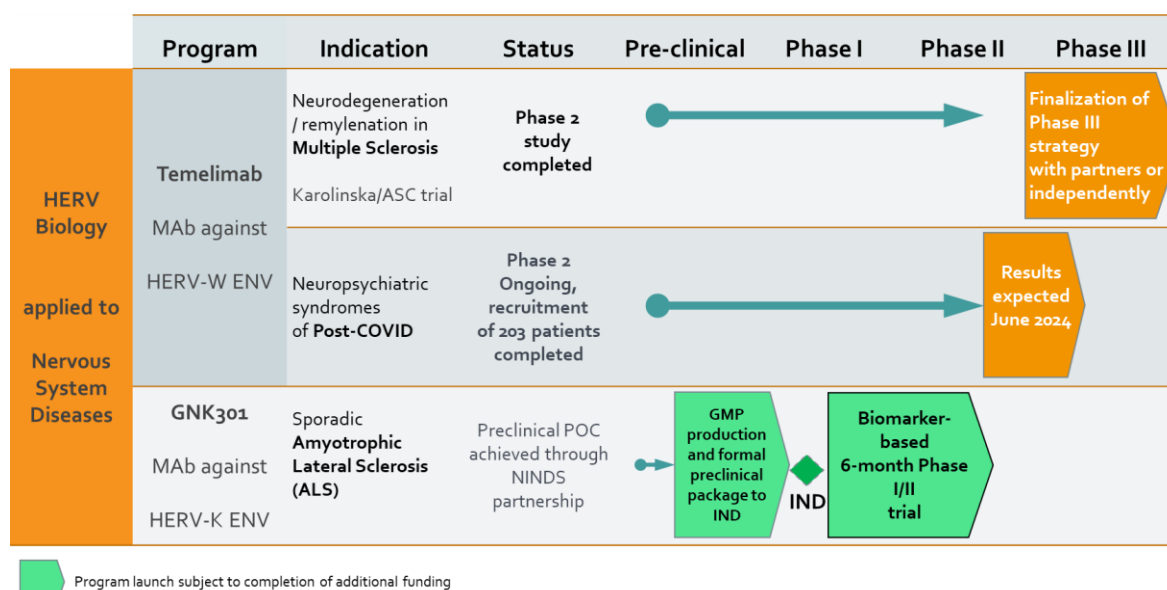 Program Indication Status Pre-clinical Phase I Phase II Phase III
HERV
Biology
applied to
Nervous
System
Diseases
Temelimab
MAb against
HERV-W ENV
Neurodegeneration
/ remylenation in
Multiple Sclerosis
Karolinska/ASC trial
Phase 2
study
completed
Finalization of
Phase III
strategy
with partners or
independently
Neuropsychiatric
syndromes
of Post-COVID
Phase 2
Ongoing,
recruitment
of 203 patients
completed
Results
expected
June 2024
GNK301
MAb against
HERV-K ENV
Sporadic
Amyotrophic
Lateral Sclerosis
(ALS)
Preclinical POC
achieved through
NINDS
partnership
GMP
production
and formal
preclinical
package to
IND
IND
Biomarker-
based
6-month Phase
I/II
trial
Program launch subject to completion of additional funding